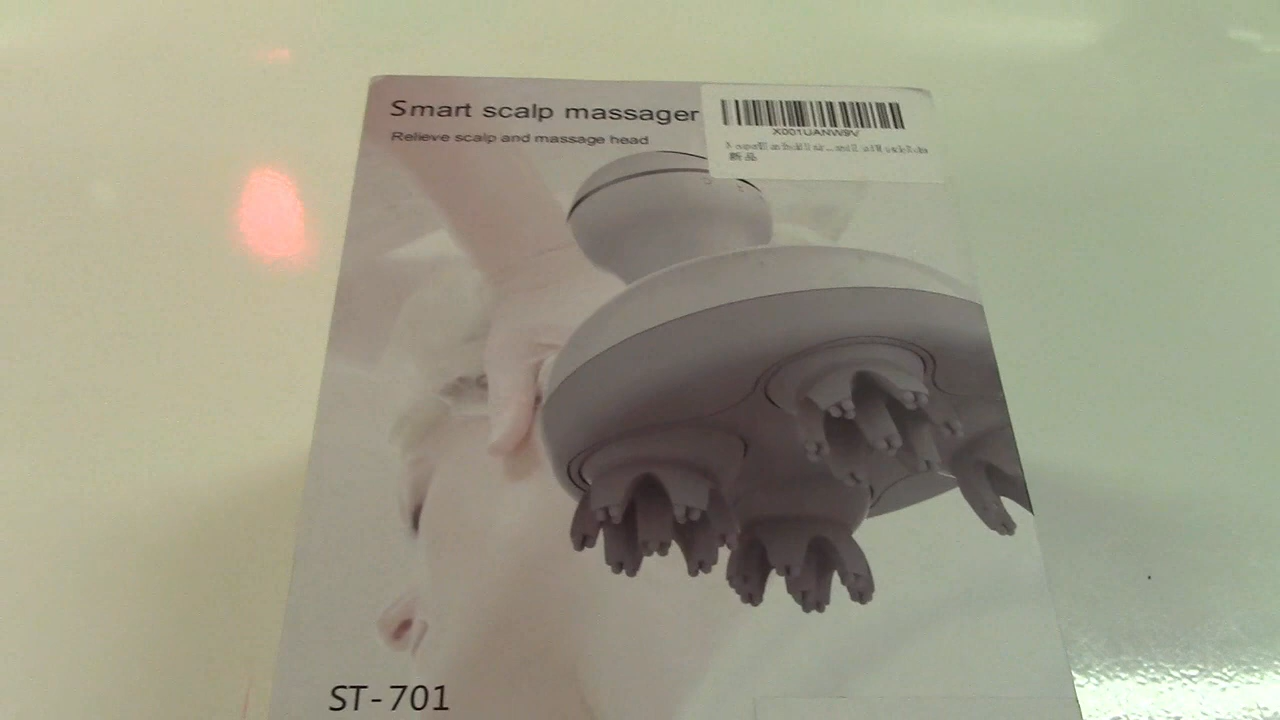 Smart scalp massager
Relieve scalp and massage head
X001UANW9V
新品
ST-701